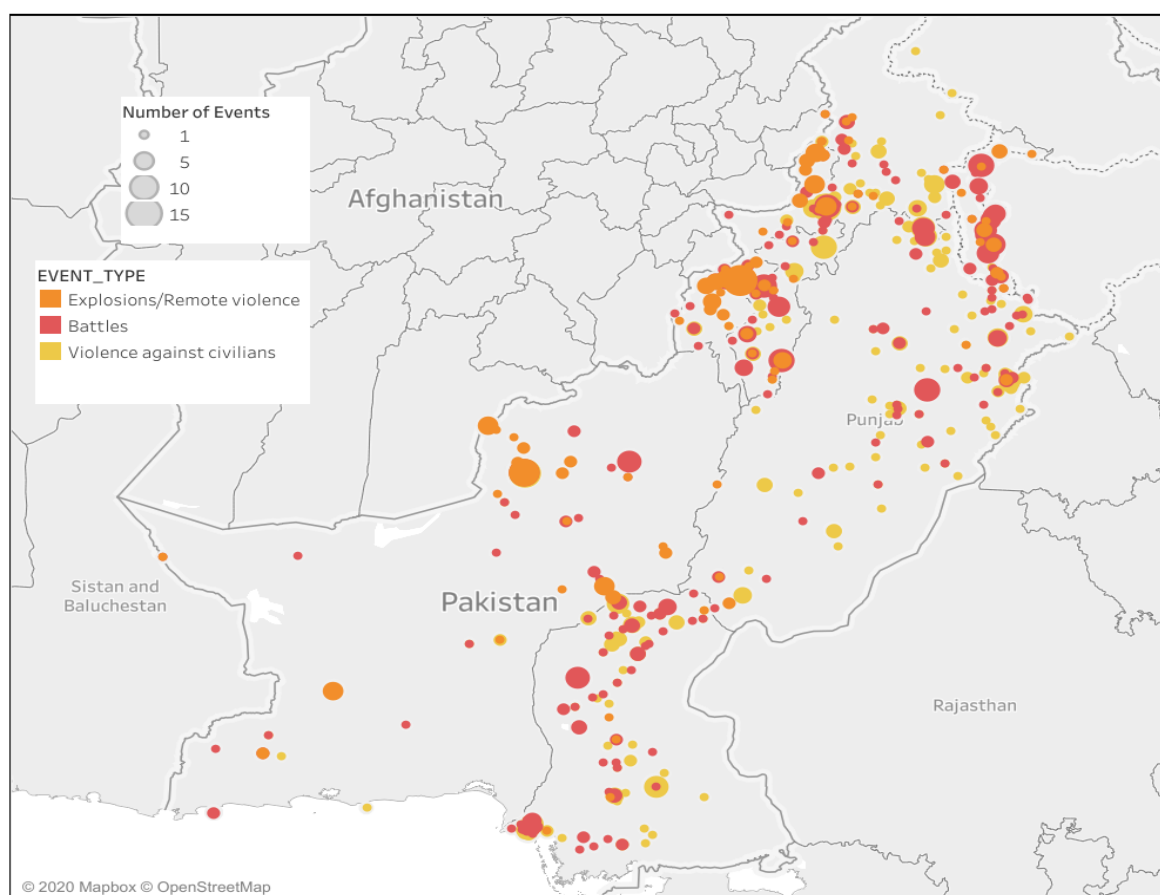 Number of Events
1
5
10
15
Afghanistan
EVENT_TYPE
Explosions/Remote violence
Battles
Violence against civilians
Punjab
Sistan and
Baluchestan
Pakistan
Rajasthan
© 2020 Mapbox © OpenStreetMap